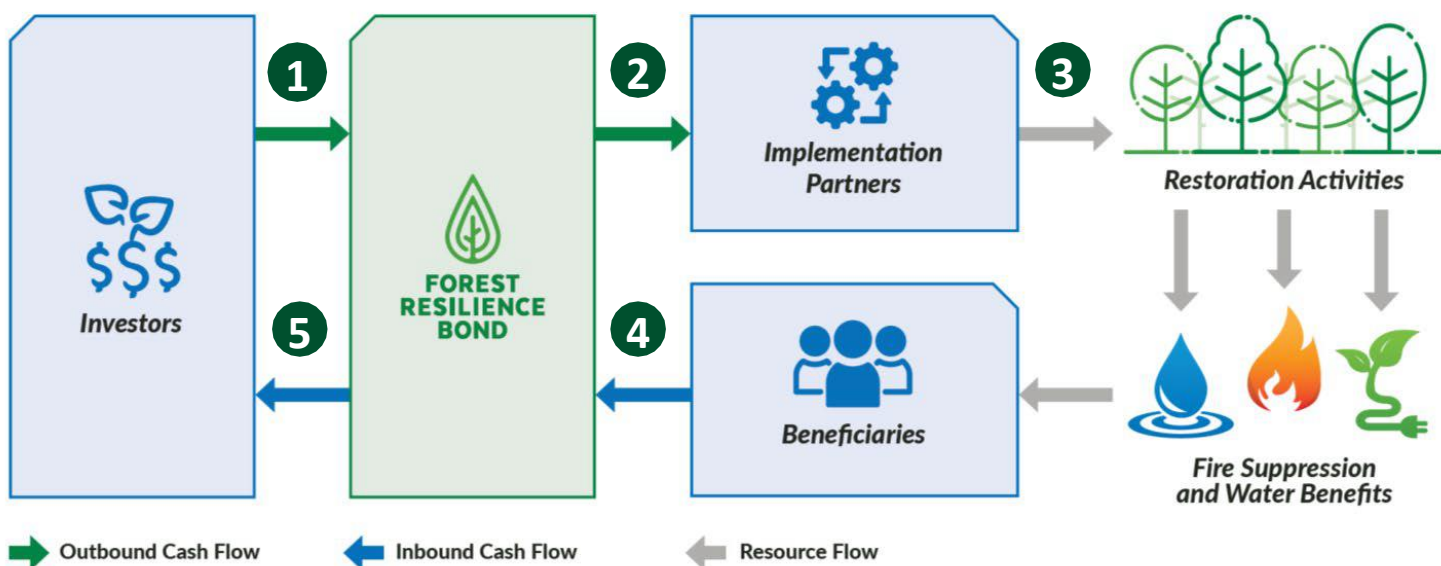 1
2
3
Implementation
Partners
Restoration Activities
$$$
Investors
FOREST
RESILIENCE
BOND
5
4
Beneficiaries
Fire Suppression
and Water Benefits
Outbound Cash Flow
Inbound Cash Flow
Resource Flow